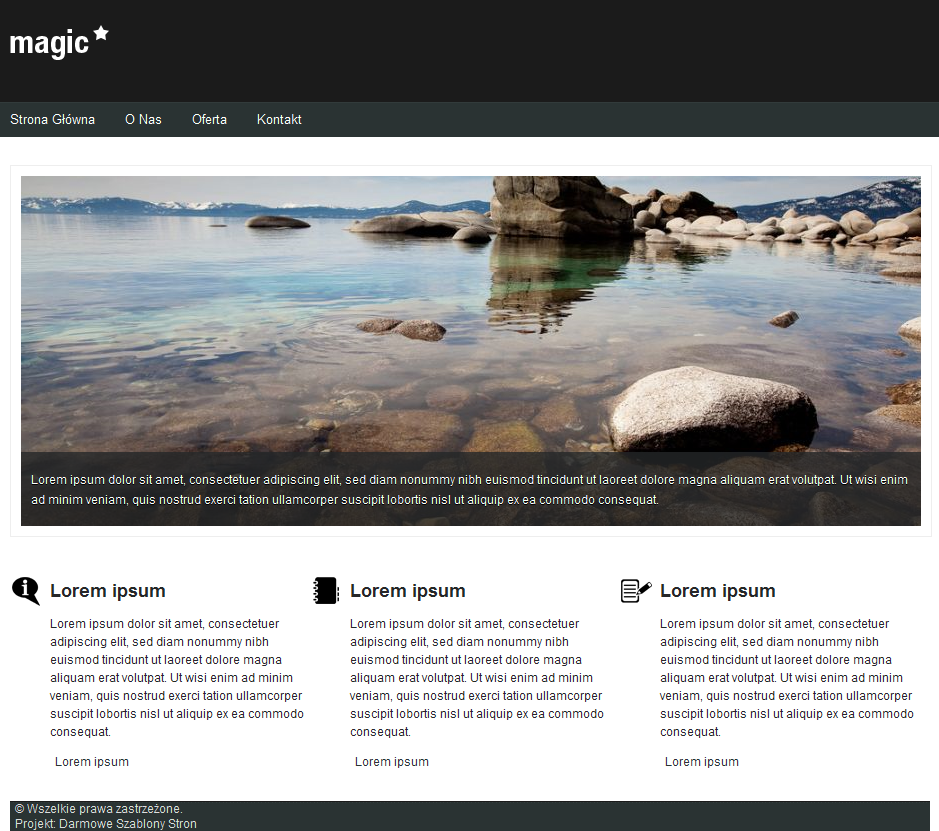 magic
Strona Główna O Nas Oferta Kontakt
Lorem ipsum dolor sit amet, consectetuer adipiscing elit, sed diam nonummy nibh euismod tincidunt ut laoreet dolore magna aliquam erat volutpat. Ut wisi enim
ad minim veniam, quis nostrud exerci tation ullamcorper suscipit lobortis nisl ut aliquip ex ea commodo consequat.
Lorem ipsum
Lorem ipsum dolor sit amet, consectetuer
adipiscing elit, sed diam nonummy nibh
euismod tincidunt ut laoreet dolore magna
aliquam erat volutpat. Ut wisi enim ad minim
veniam, quis nostrud exerci tation ullamcorper
suscipit lobortis nisl ut aliquip ex ea commodo
consequat.
Lorem ipsum
Lorem ipsum
Lorem ipsum dolor sit amet, consectetuer
adipiscing elit, sed diam nonummy nibh
euismod tincidunt ut laoreet dolore magna
aliquam erat volutpat. Ut wisi enim ad minim
veniam, quis nostrud exerci tation ullamcorper
suscipit lobortis nisl ut aliquip ex ea commodo
consequat.
Lorem ipsum
Lorem ipsum
Lorem ipsum dolor sit amet, consectetuer
adipiscing elit, sed diam nonummy nibh
euismod tincidunt ut laoreet dolore magna
aliquam erat volutpat. Ut wisi enim ad minim
veniam, quis nostrud exerci tation ullamcorper
suscipit lobortis nisl ut aliquip ex ea commodo
consequat.
Lorem ipsum
© Wszelkie prawa zastrzeżone.
Projekt: Darmowe Szablony Stron